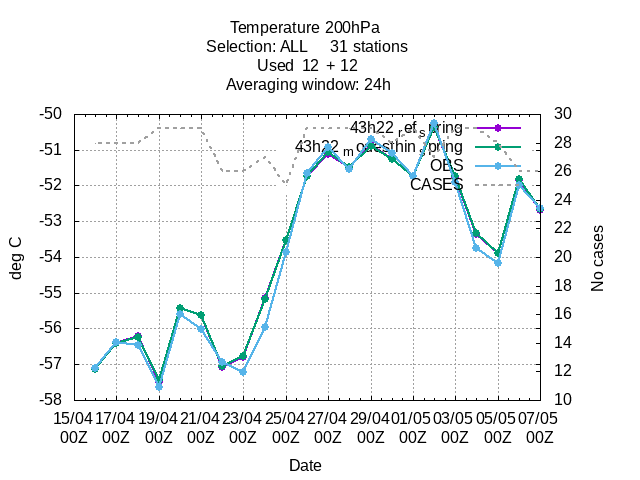 Temperature 200hPa
Selection: ALL 31 stations
Used 12 + 12
Averaging window: 24h
-50
-51
-52
-53
-54
-55
-56
-57
-58
deg C
30
28
26
24
22
20
18
16
14
12
10
No cases
43h22 ref spring
OBS
CASES
15/04 17/04 19/04 21/04 23/04 25/04 27/04 29/04 01/05 03/05 05/05 07/05
00Z 00Z 00Z 00Z 00Z 00Z 00Z 00Z 00Z 00Z 00Z 00Z
Date